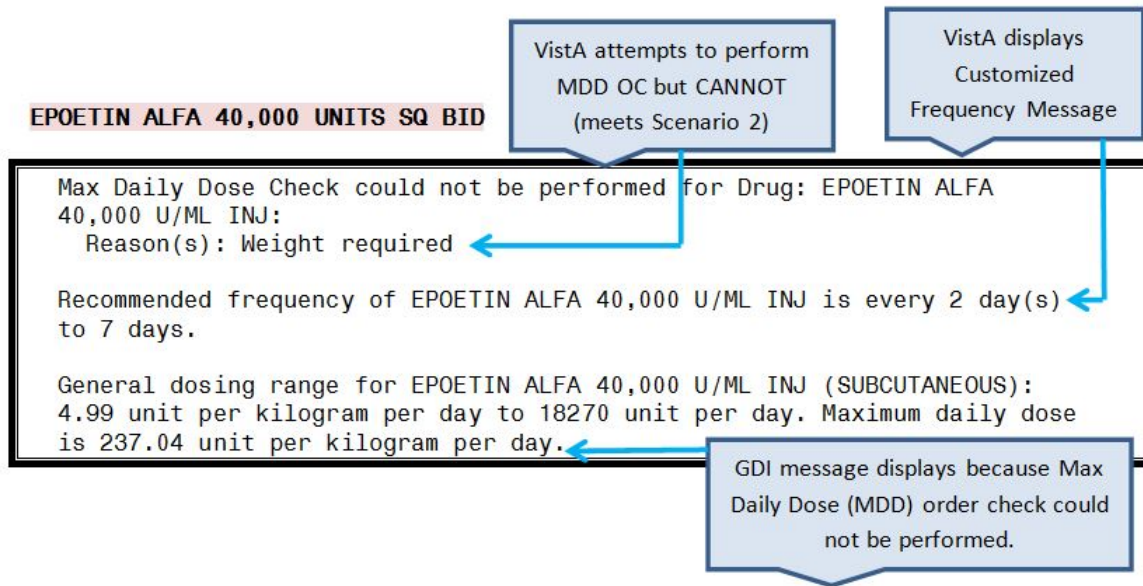 VistA attempts to perform
MDD OC but CANNOT
(meets Scenario 2)
VistA displays
Customized
Frequency Message
EPOETIN ALFA 40,000 UNITS SQ BID
Max Daily Dose Check could not be performed for Drug: EPOETIN ALFA
40,000 U/ML INJ:
Reason(s): Weight required
Recommended frequency of EPOETIN ALFA 40,000 U/ML INJ is every 2 day(s)
to 7 days.
General dosing range for EPOETIN ALFA 40,000 U/ML INJ (SUBCUTANEOUS):
4.99 unit per kilogram per day to 18270 unit per day. Maximum daily dose
is 237.04 unit per kilogram per day.
GDI message displays because Max
Daily Dose (MDD) order check could
not be performed.